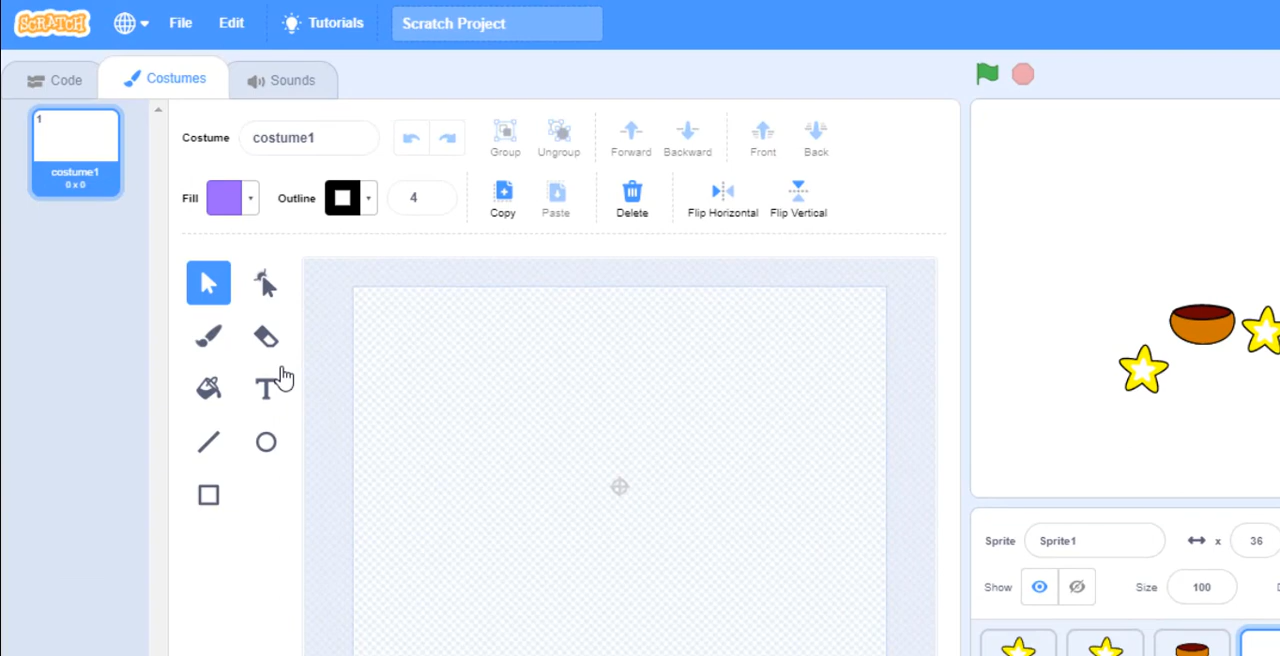 SCRATCH File Edit Tutorials Scratch Project
Code Costumes Sounds
1
costume1
0 x 0
Costume costume1 Group Ungroup Forward Backward Front Back
Fill Outline 4 Copy Paste Delete Flip Horizontal Flip Vertical
T
Sprite Sprite1 x 36
Show Size 100